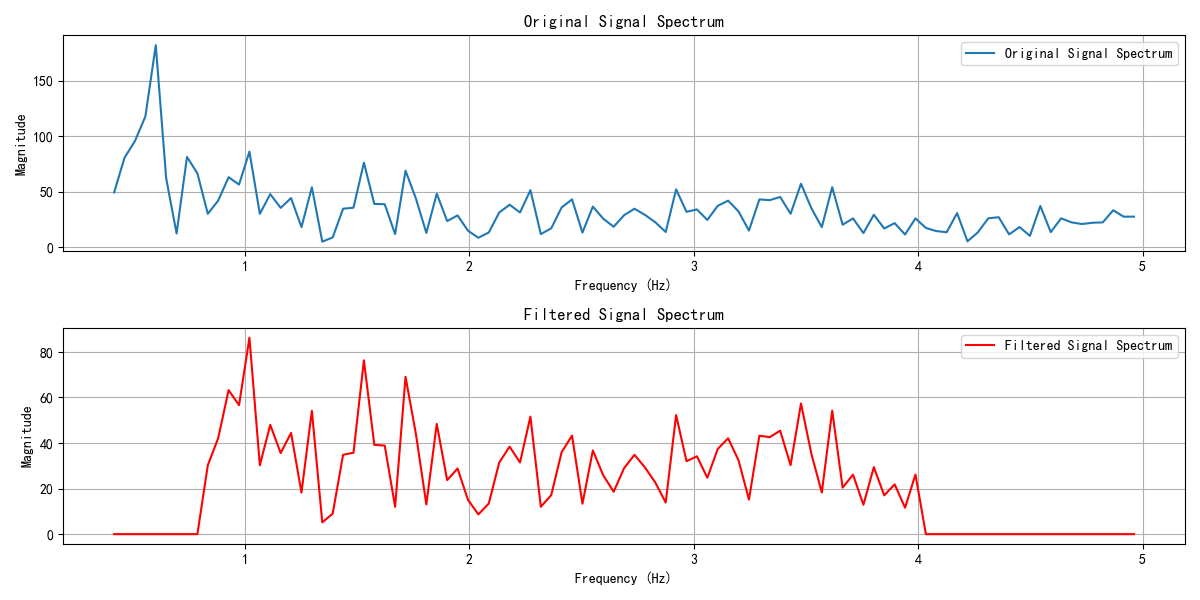 Original Signal Spectrum
Original Signal Spectrum
150
100
50
0
Magnitude
1 2 3 4 5
Frequency (Hz)
Filtered Signal Spectrum
Filtered Signal Spectrum
80
60
40
20
0
Magnitude
1 2 3 4 5
Frequency (Hz)